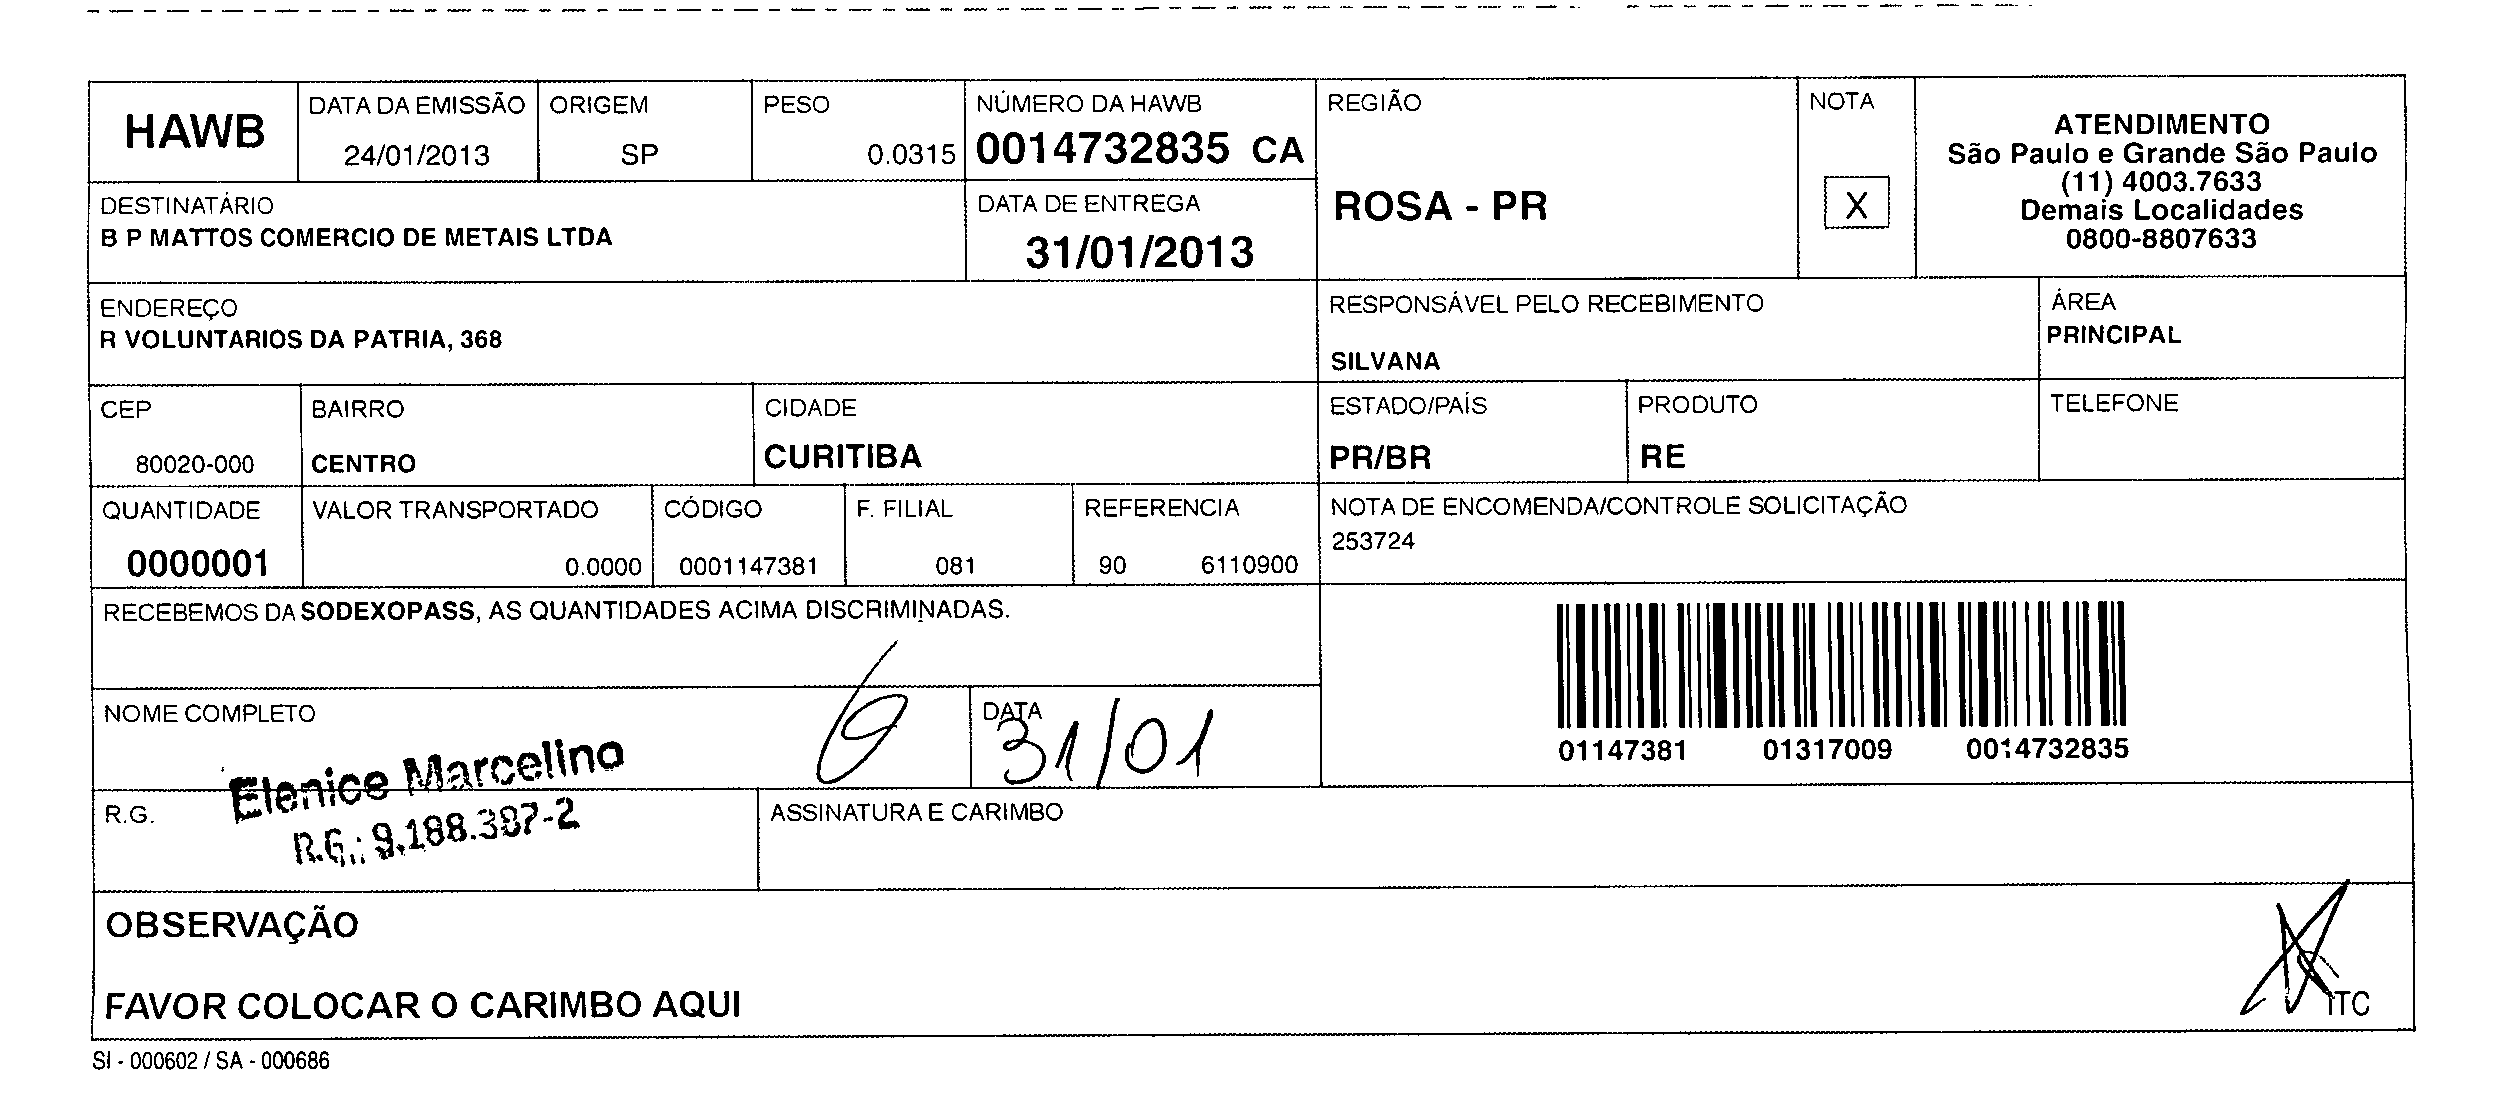 HAWB
DATA DA EMISSÃO
24/01/2013
ORIGEM
SP
PESO
0.0315
NÚMERO DA HAWB
0014732835 CA
REGIÃO
ROSA - PR
NOTA
X
ATENDIMENTO
São Paulo e Grande São Paulo
(11) 4003.7633
Demais Localidades
0800-8807633
DESTINATÁRIO
B P MATTOS COMERCIO DE METAIS LTDA
DATA DE ENTREGA
31/01/2013
ENDEREÇO
R VOLUNTARIOS DA PATRIA, 368
RESPONSÁVEL PELO RECEBIMENTO
SILVANA
ÁREA
PRINCIPAL
CEP
80020-000
BAIRRO
CENTRO
CIDADE
CURITIBA
ESTADO/PAÍS
PR/BR
PRODUTO
RE
TELEFONE
QUANTIDADE
0000001
VALOR TRANSPORTADO
0.0000
CÓDIGO
0001147381
F. FILIAL
081
REFERENCIA
90 6110900
NOTA DE ENCOMENDA/CONTROLE SOLICITAÇÃO
253724
RECEBEMOS DA SODEXOPASS, AS QUANTIDADES ACIMA DISCRIMINADAS.
01147381 01317009 0014732835
NOME COMPLETO
Elenice Marcelino
DATA
31/01
R.G.
R.G.: 9.188.387-2
ASSINATURA E CARIMBO
OBSERVAÇÃO
FAVOR COLOCAR O CARIMBO AQUI
ITC
SI - 000602 / SA - 000686